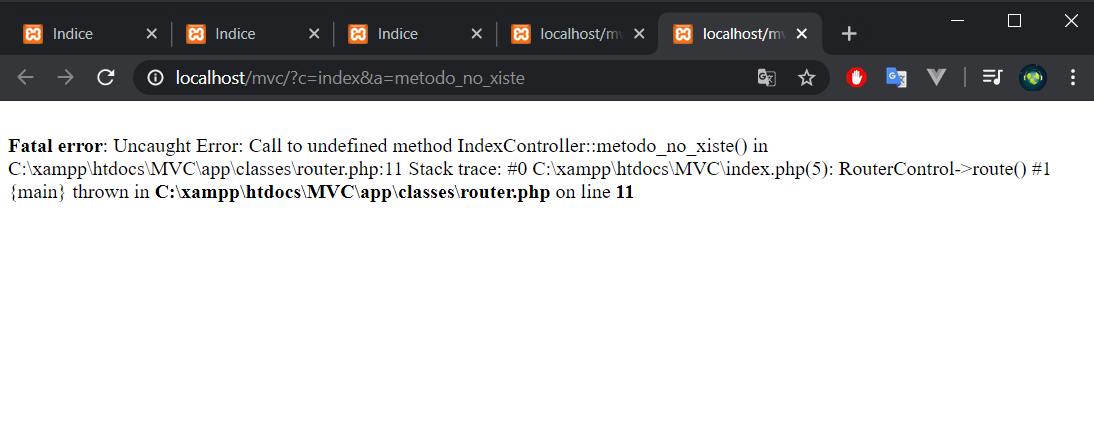 Indice
Indice
Indice
localhost/m
localhost/mv
localhost/mvc/?c=index&a=metodo_no_xiste
Fatal error: Uncaught Error: Call to undefined method IndexController::metodo_no_xiste() in
C:\xampp\htdocs\MVC\app\classes\router.php:11 Stack trace: #0 C:\xampp\htdocs\MVC\index.php(5): RouterControl->route() #1
{main} thrown in C:\xampp\htdocs\MVC\app\classes\router.php on line 11